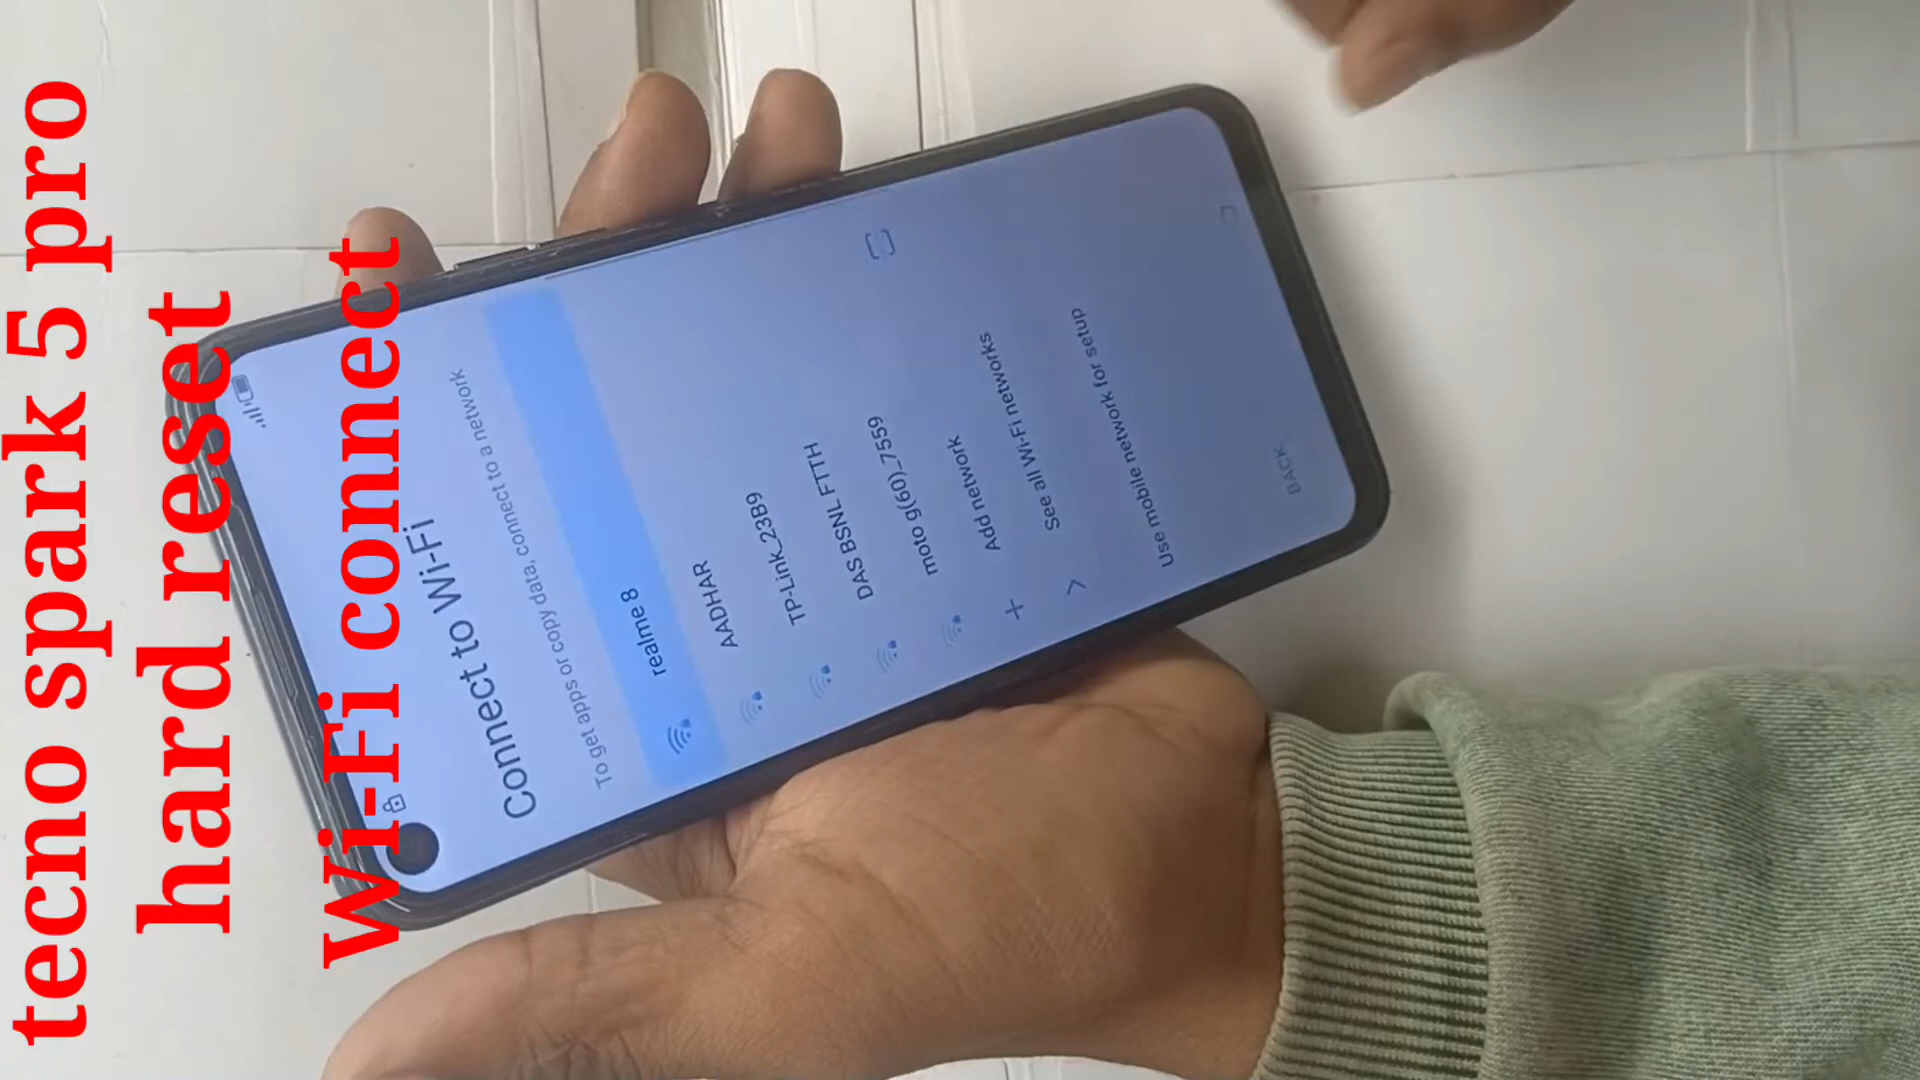 tecno spark 5 pro
hard reset
Wi-Fi connect
Connect to Wi-Fi
To get apps or copy data, connect to a network
realme 8
AADHAR
TP-Link_23B9
DAS BSNL FTTH
moto g(60)_7559
Add network
See all Wi-Fi networks
Use mobile network for setup
BACK